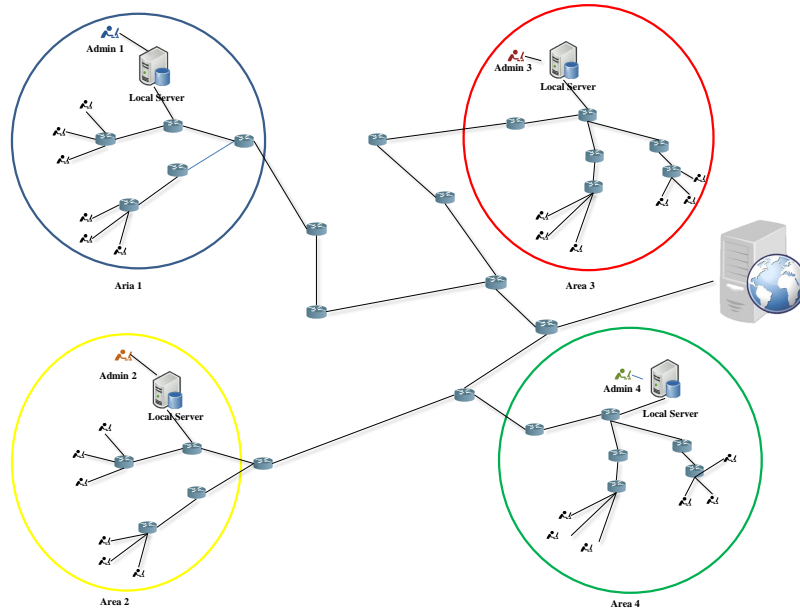 Admin 1
Local Server
Aria 1
Admin 3
Local Server
Area 3
Admin 2
Local Server
Area 2
Admin 4
Local Server
Area 4